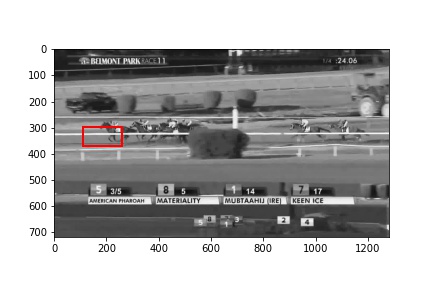 BELMONT PARK RACE 11
1/4 :24.06
5 3/5 8 5 1 14 7 17
AMERICAN PHAROAH MATERIALITY MUBTAAHIJ (IRE) KEEN ICE
5 8 1 3 2 4
0
100
200
300
400
500
600
700
0 200 400 600 800 1000 1200